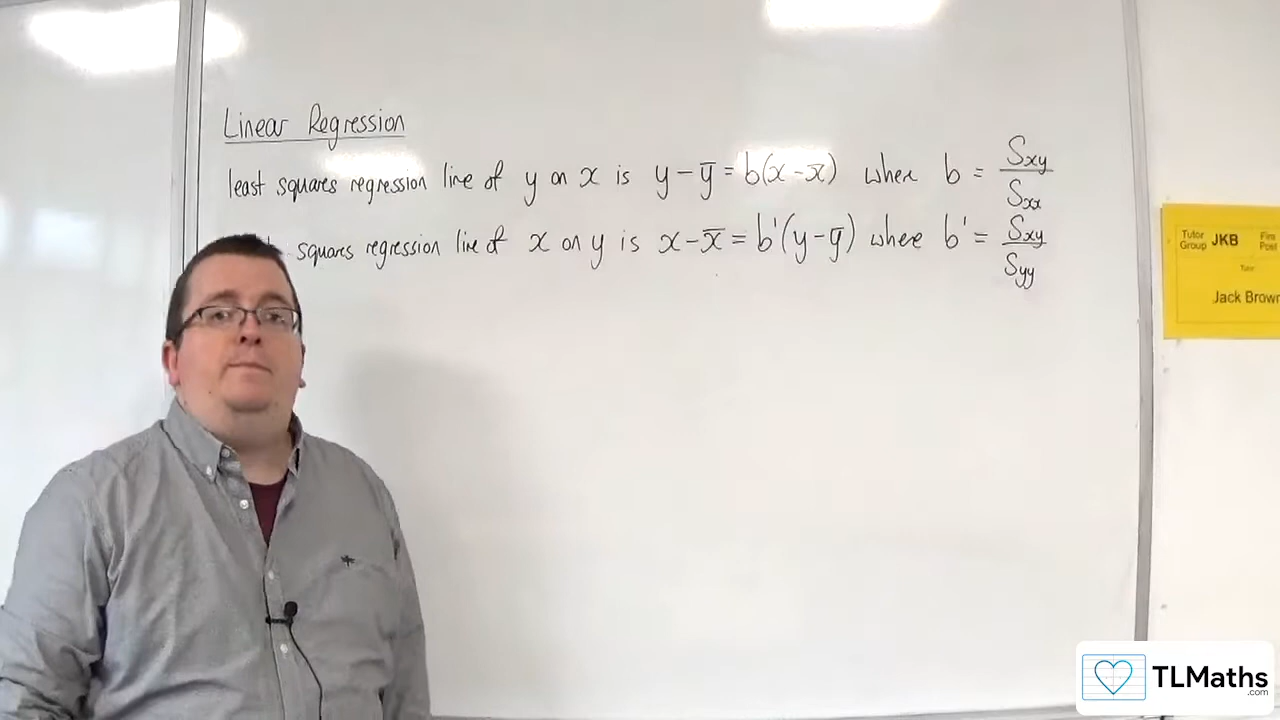 Linear Regression
least squares regression line of y on x is y − ȳ = b(x − x̄) where b = Sxy / Sxx
squares regression line of x on y is x − x̄ = b'(y − ȳ) where b' = Sxy / Syy
Tutor Group JKB
Tutor
Jack Brown
TLMaths
.com